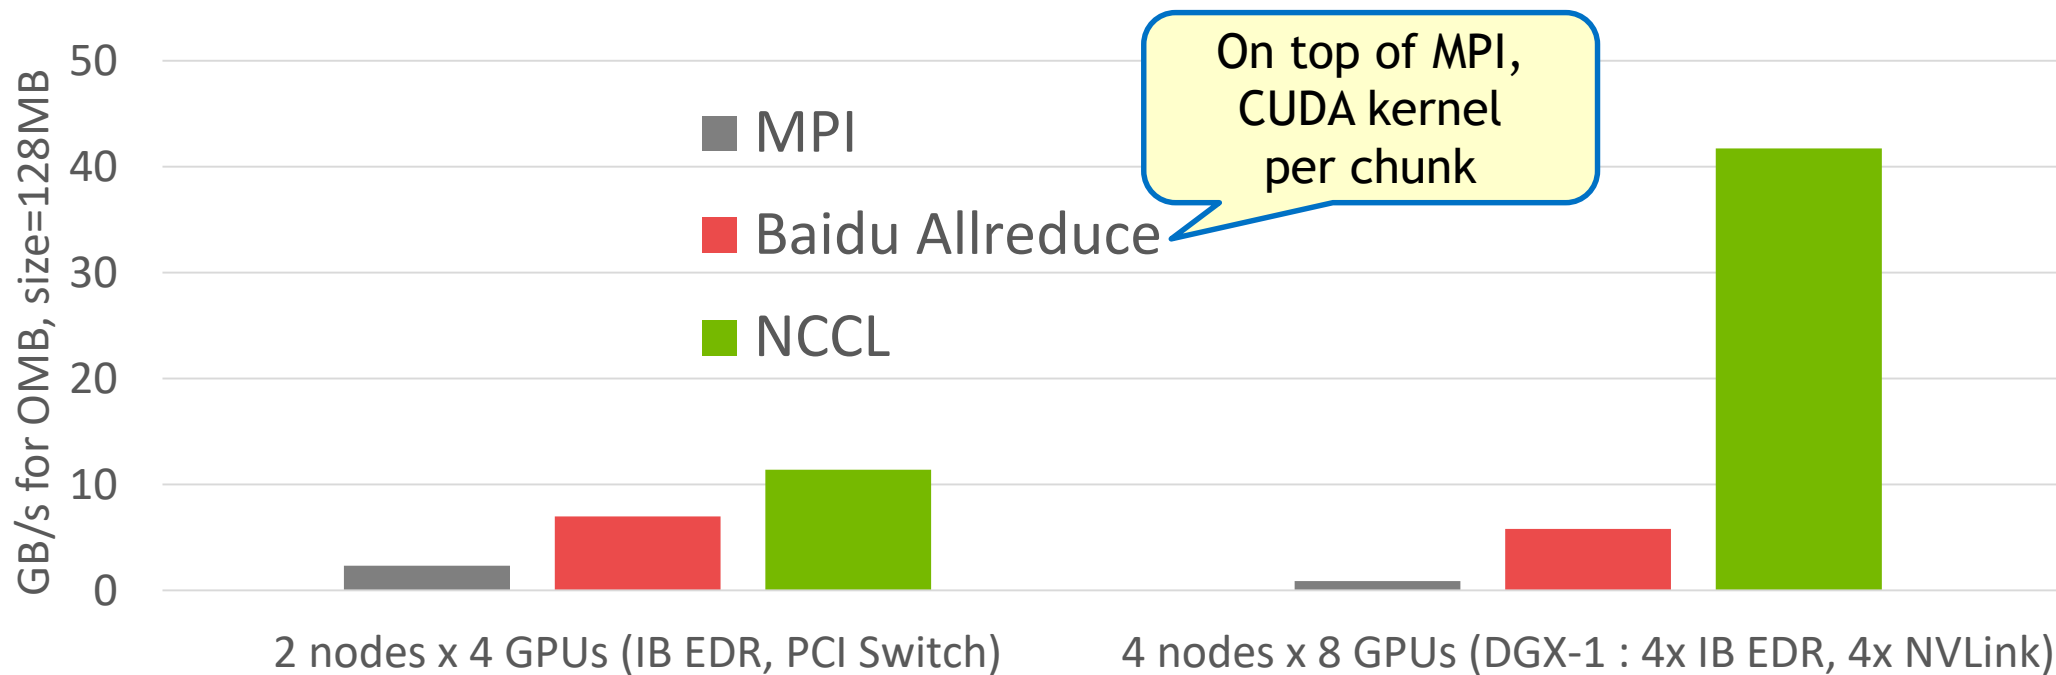 GB/s for OMB, size=128MB
50
40
30
20
10
0
MPI
Baidu Allreduce
NCCL
On top of MPI,
CUDA kernel
per chunk
2 nodes x 4 GPUs (IB EDR, PCI Switch)
4 nodes x 8 GPUs (DGX-1 : 4x IB EDR, 4x NVLink)